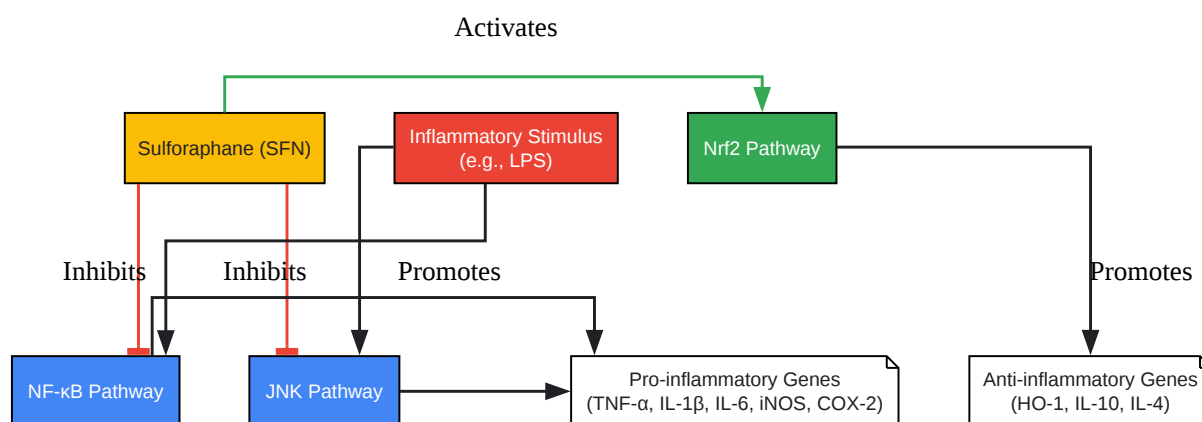 Activates
Sulforaphane (SFN)
Inflammatory Stimulus
(e.g., LPS)
Nrf2 Pathway
Inhibits
Inhibits
Promotes
Promotes
NF-κB Pathway
JNK Pathway
Pro-inflammatory Genes
(TNF-α, IL-1β, IL-6, iNOS, COX-2)
Anti-inflammatory Genes
(HO-1, IL-10, IL-4)